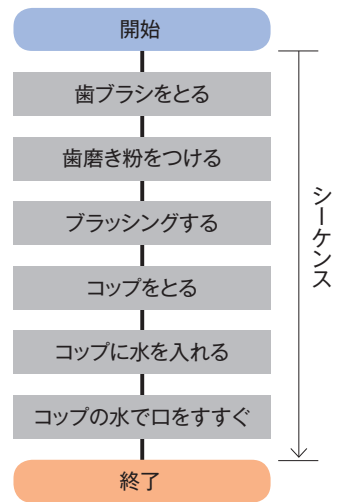 開始
歯ブラシをとる
歯磨き粉をつける
ブラッシングする
コップをとる
コップに水を入れる
コップの水で口をすすぐ
終了
シーケンス